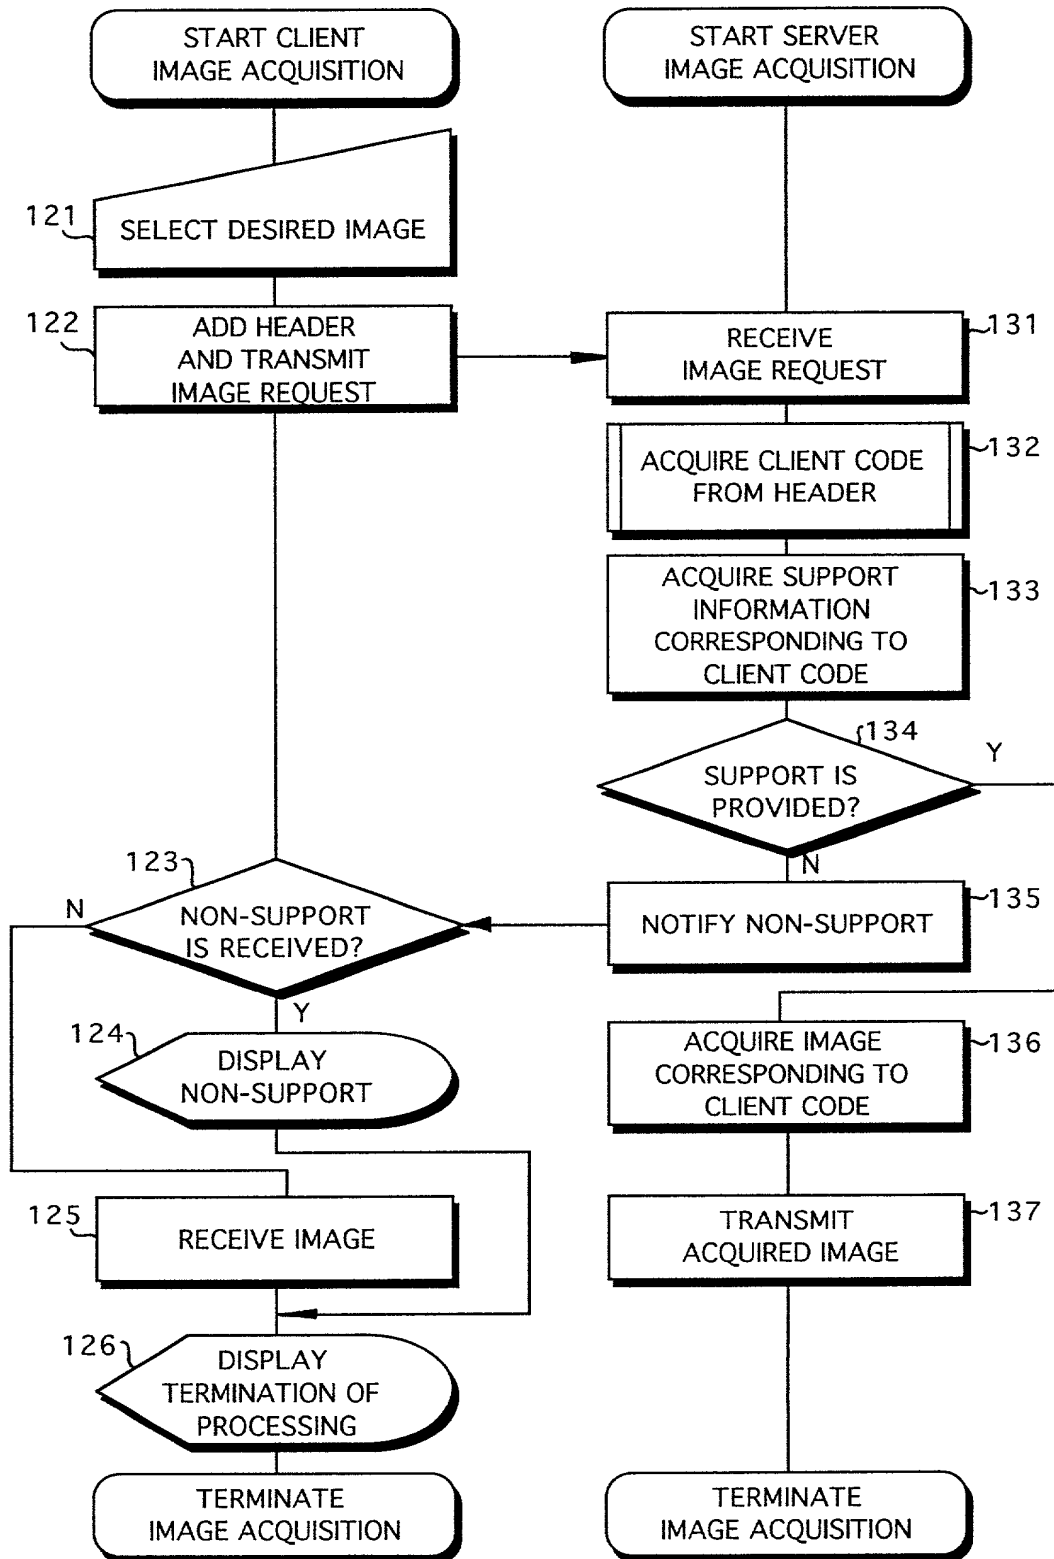 START CLIENT
IMAGE ACQUISITION
START SERVER
IMAGE ACQUISITION
121
SELECT DESIRED IMAGE
122
ADD HEADER
AND TRANSMIT
IMAGE REQUEST
131
RECEIVE
IMAGE REQUEST
132
ACQUIRE CLIENT CODE
FROM HEADER
133
ACQUIRE SUPPORT
INFORMATION
CORRESPONDING TO
CLIENT CODE
134
Y
SUPPORT IS
PROVIDED?
N
123
N
NON-SUPPORT
IS RECEIVED?
Y
135
NOTIFY NON-SUPPORT
124
DISPLAY
NON-SUPPORT
136
ACQUIRE IMAGE
CORRESPONDING TO
CLIENT CODE
125
RECEIVE IMAGE
137
TRANSMIT
ACQUIRED IMAGE
126
DISPLAY
TERMINATION OF
PROCESSING
TERMINATE
IMAGE ACQUISITION
TERMINATE
IMAGE ACQUISITION